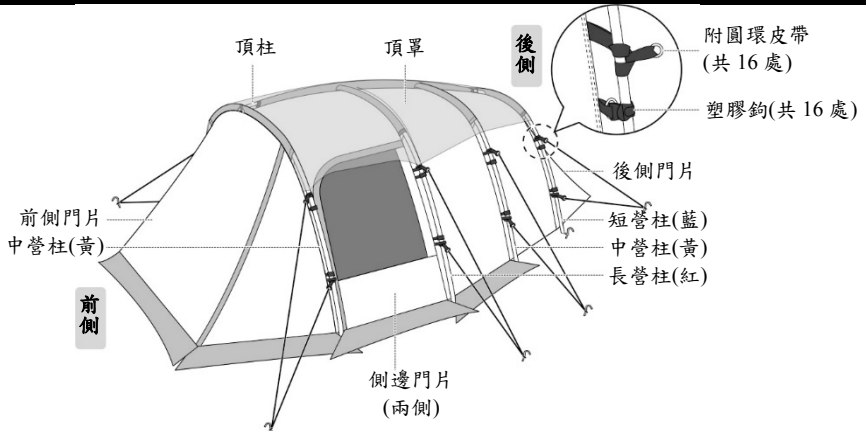 頂柱
頂罩
後側
附圓環皮帶
(共 16 處)
塑膠鉤(共 16 處)
後側門片
前側門片
中營柱(黃)
短營柱(藍)
中營柱(黃)
長營柱(紅)
前側
側邊門片
(兩側)